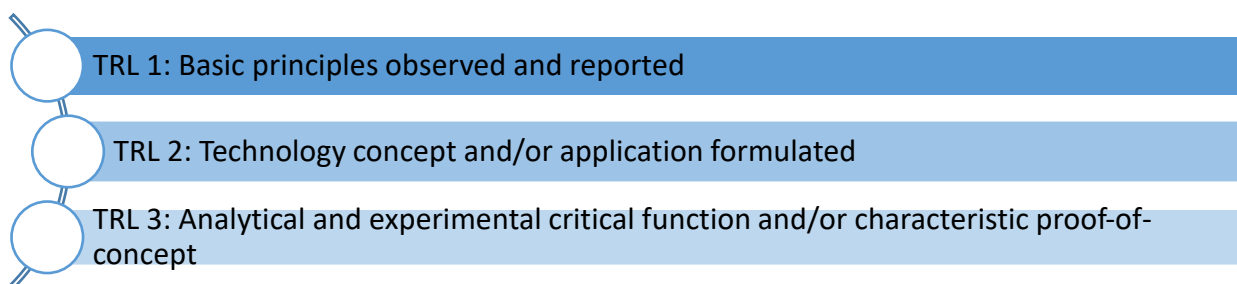 TRL 1: Basic principles observed and reported
TRL 2: Technology concept and/or application formulated
TRL 3: Analytical and experimental critical function and/or characteristic proof-of-
concept